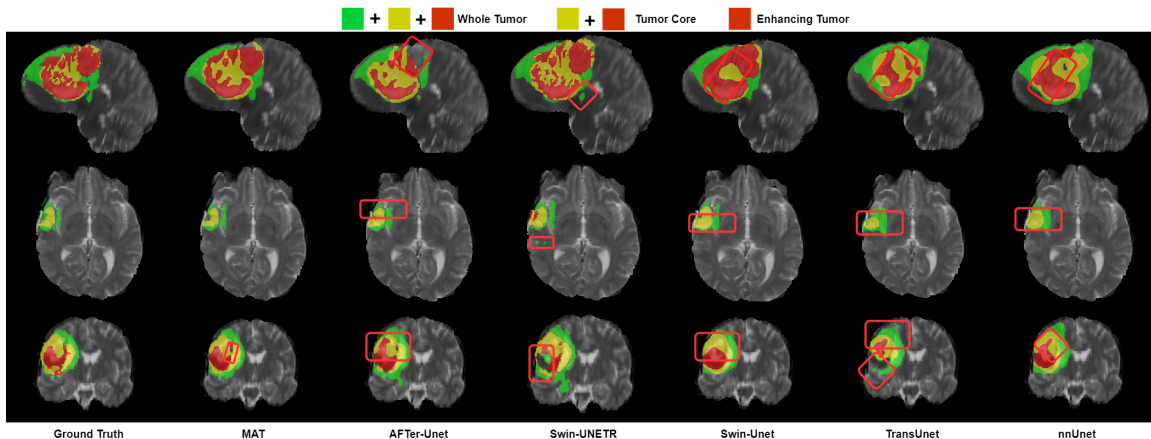 + + Whole Tumor + Tumor Core Enhancing Tumor
Ground Truth MAT AFTer-Unet Swin-UNETR Swin-Unet TransUnet nnUnet